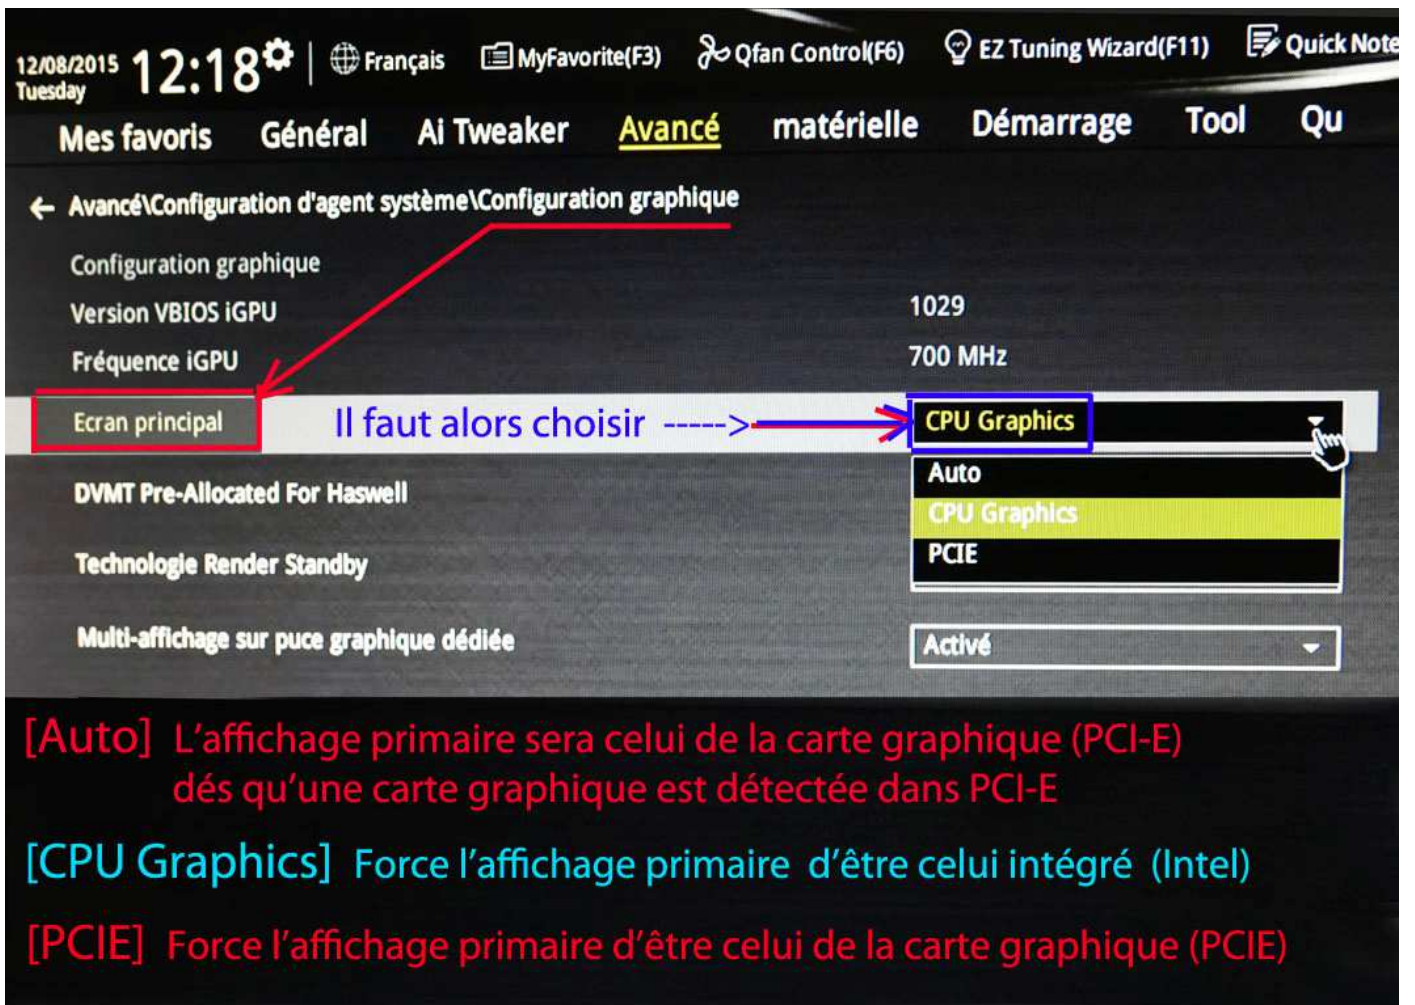 12/08/2015 Tuesday 12:18 Français MyFavorite(F3) Qfan Control(F6) EZ Tuning Wizard(F11) Quick Note
Mes favoris Général Ai Tweaker Avancé matérielle Démarrage Tool Qu
Avancé\Configuration d'agent système\Configuration graphique
Configuration graphique
Version VBIOS iGPU 1029
Fréquence iGPU 700 MHz
Ecran principal Il faut alors choisir -----> CPU Graphics
Auto
DVMT Pre-Allocated For Haswell
CPU Graphics
PCIE
Technologie Render Standby
Multi-affichage sur puce graphique dédiée Activé
[Auto] L'affichage primaire sera celui de la carte graphique (PCI-E)
dés qu'une carte graphique est détectée dans PCI-E
[CPU Graphics] Force l'affichage primaire d'être celui intégré (Intel)
[PCIE] Force l'affichage primaire d'être celui de la carte graphique (PCIE)